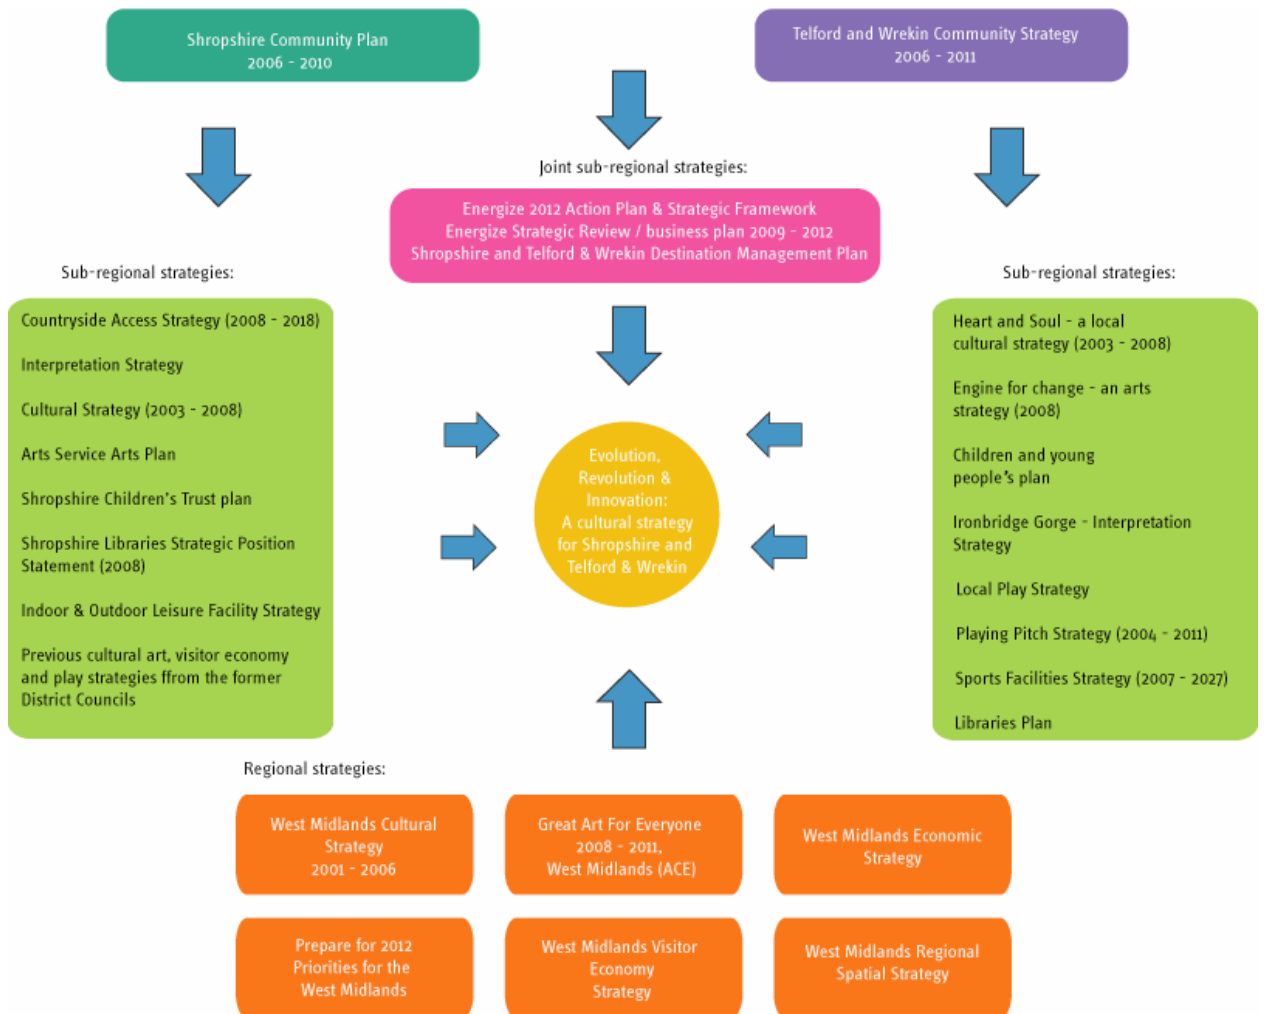 Shropshire Community Plan
2006 - 2010
Telford and Wrekin Community Strategy
2006 - 2011
Joint sub-regional strategies:
Energize 2012 Action Plan & Strategic Framework
Energize Strategic Review / business plan 2009 - 2012
Shropshire and Telford & Wrekin Destination Management Plan
Sub-regional strategies:
Countryside Access Strategy (2008 - 2018)
Interpretation Strategy
Cultural Strategy (2003 - 2008)
Arts Service Arts Plan
Shropshire Children's Trust plan
Shropshire Libraries Strategic Position
Statement (2008)
Indoor & Outdoor Leisure Facility Strategy
Previous cultural art, visitor economy
and play strategies ffrom the former
District Councils
Evolution,
Revolution &
Innovation:
A cultural strategy
for Shropshire and
Telford & Wrekin
Sub-regional strategies:
Heart and Soul - a local
cultural strategy (2003 - 2008)
Engine for change - an arts
strategy (2008)
Children and young
people's plan
Ironbridge Gorge - Interpretation
Strategy
Local Play Strategy
Playing Pitch Strategy (2004 - 2011)
Sports Facilities Strategy (2007 - 2027)
Libraries Plan
Regional strategies:
West Midlands Cultural
Strategy
2001 - 2006
Great Art For Everyone
2008 - 2011,
West Midlands (ACE)
West Midlands Economic
Strategy
Prepare for 2012
Priorities for the
West Midlands
West Midlands Visitor
Economy
Strategy
West Midlands Regional
Spatial Strategy